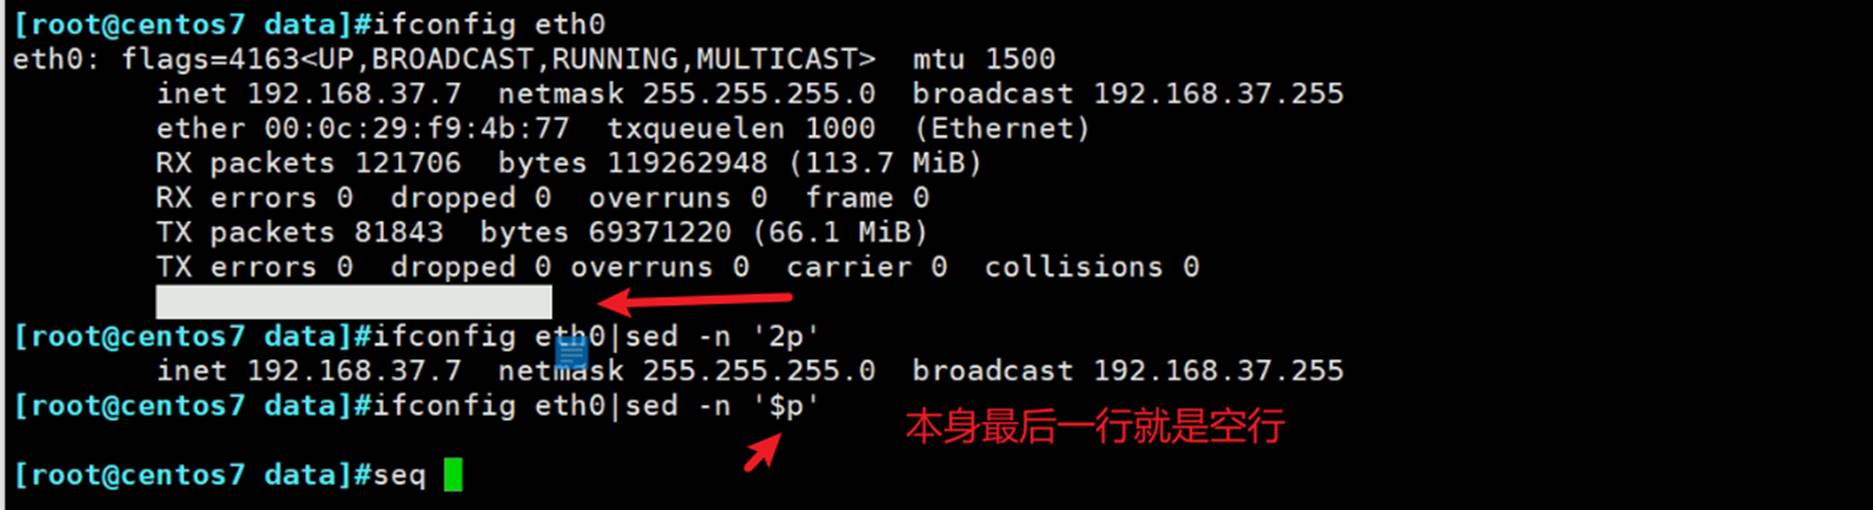 [root@centos7 data]#ifconfig eth0
eth0: flags=4163<UP,BROADCAST,RUNNING,MULTICAST>  mtu 1500
        inet 192.168.37.7  netmask 255.255.255.0  broadcast 192.168.37.255
        ether 00:0c:29:f9:4b:77  txqueuelen 1000  (Ethernet)
        RX packets 121706  bytes 119262948 (113.7 MiB)
        RX errors 0  dropped 0  overruns 0  frame 0
        TX packets 81843  bytes 69371220 (66.1 MiB)
        TX errors 0  dropped 0 overruns 0  carrier 0  collisions 0
[root@centos7 data]#ifconfig eth0|sed -n '2p'
        inet 192.168.37.7  netmask 255.255.255.0  broadcast 192.168.37.255
[root@centos7 data]#ifconfig eth0|sed -n '$p'
本身最后一行就是空行
[root@centos7 data]#seq